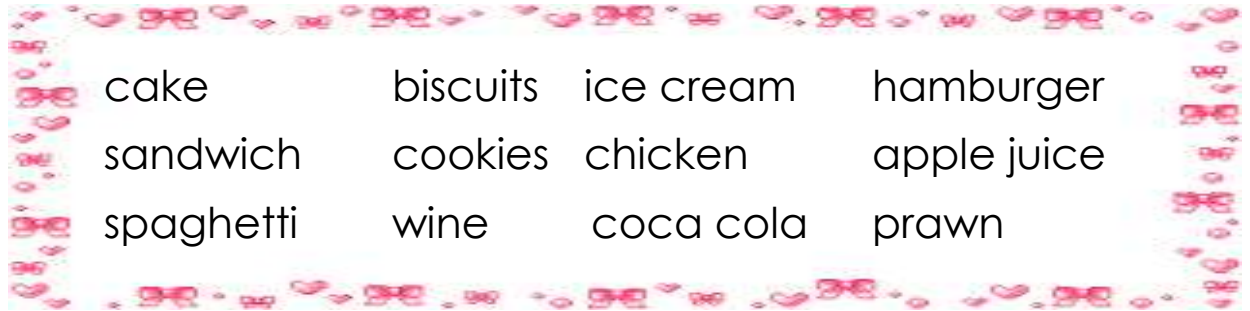 cake biscuits ice cream hamburger
sandwich cookies chicken apple juice
spaghetti wine coca cola prawn